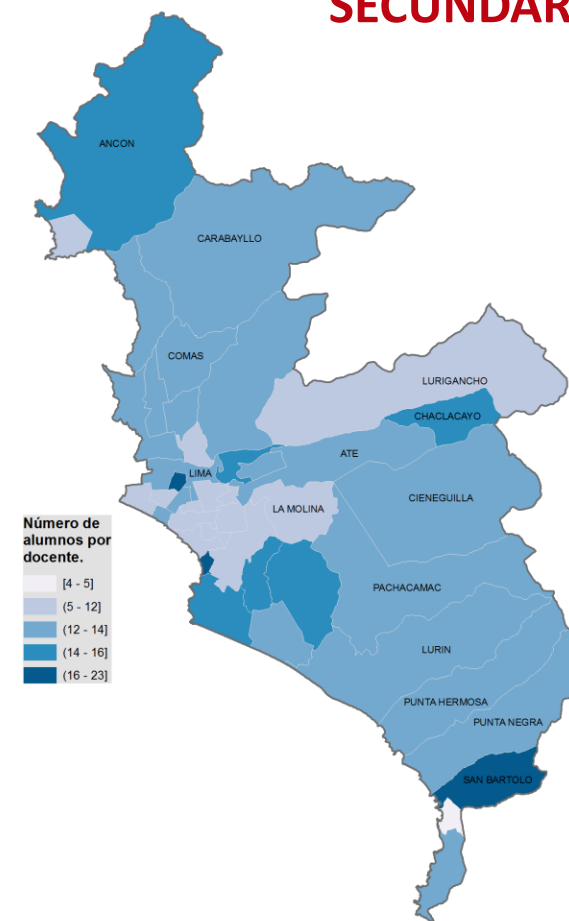 SECUNDAR
ANCON
CARABAYLLO
COMAS
LURIGANCHO
CHACLACAYO
ATE
LIMA
CIENEGUILLA
LA MOLINA
Número de
alumnos por
docente.
[4 - 5]
(5 - 12]
(12 - 14]
(14 - 16]
(16 - 23]
PACHACAMAC
LURIN
PUNTA HERMOSA
PUNTA NEGRA
SAN BARTOLO